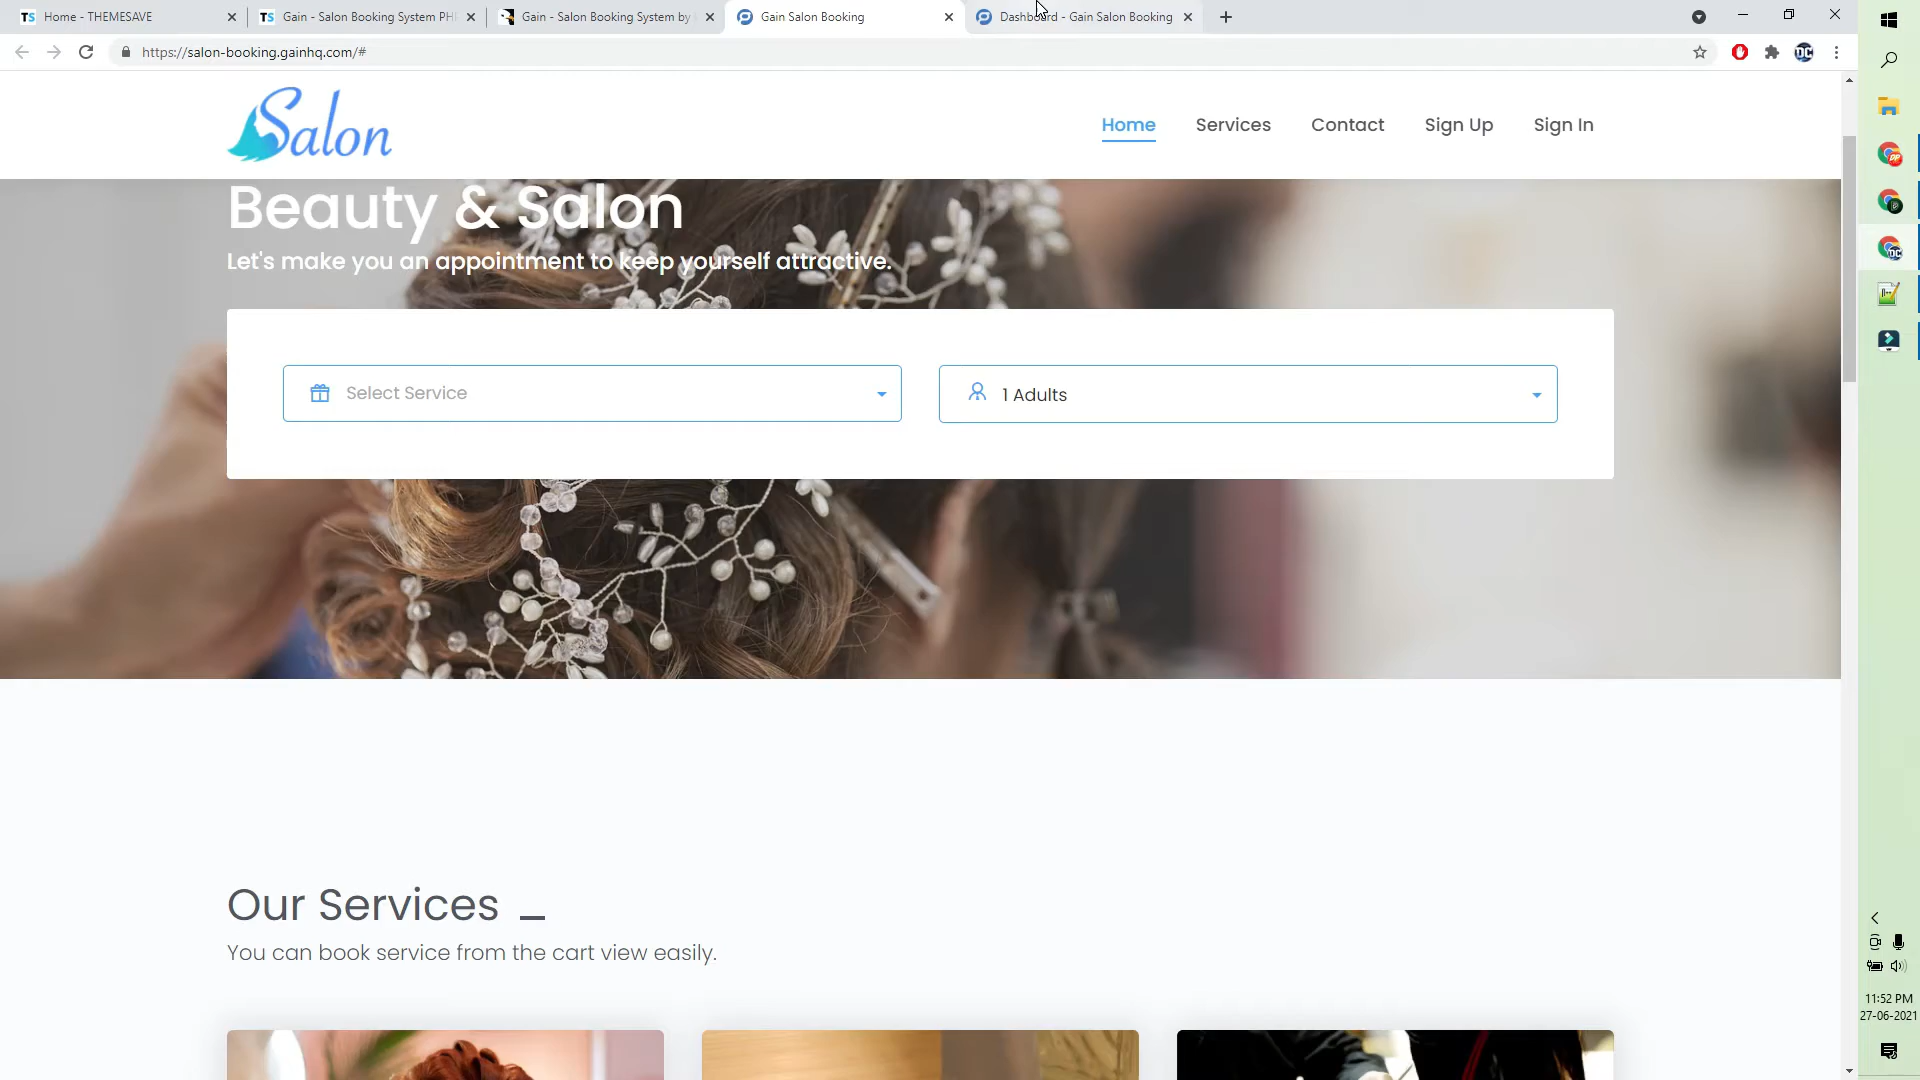 Home - THEMESAVE
Gain - Salon Booking System PH
Gain - Salon Booking System by
Gain Salon Booking
Dashboard - Gain Salon Booking
https://salon-booking.gainhq.com/#
Salon
Home
Services
Contact
Sign Up
Sign In
Beauty & Salon
Let's make you an appointment to keep yourself attractive.
Select Service
1 Adults
Our Services
You can book service from the cart view easily.
11:52 PM
27-06-2021